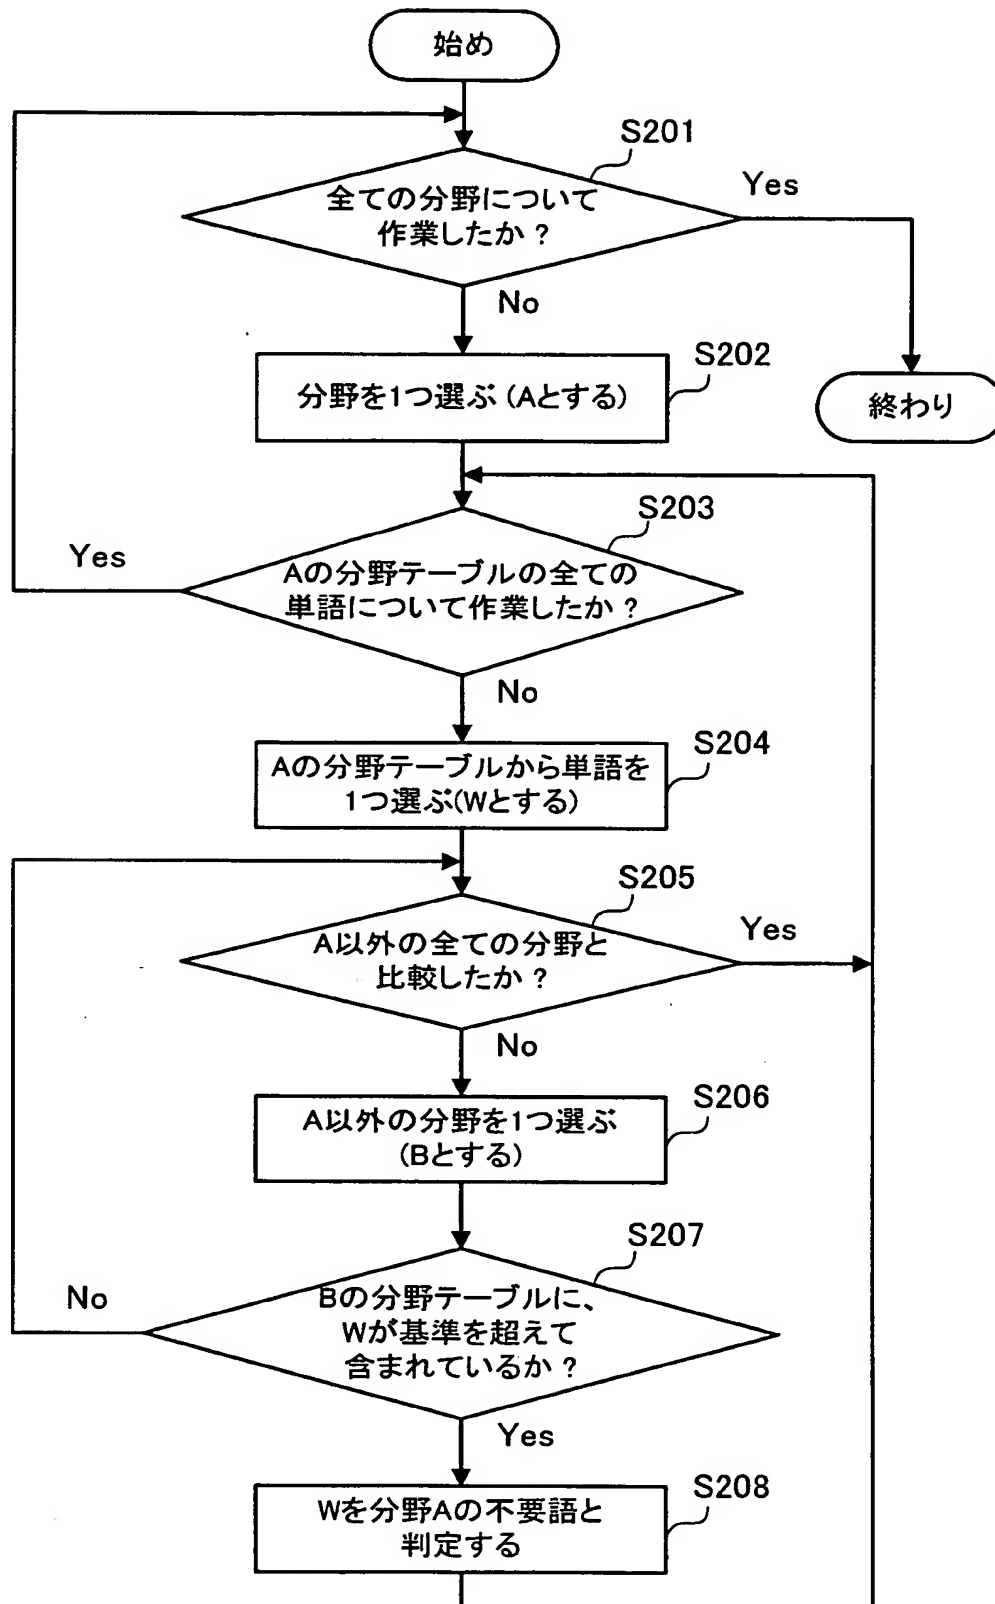 始め
S201
全ての分野について
作業したか?
Yes
No
S202
分野を1つ選ぶ(Aとする)
終わり
S203
Yes
Aの分野テーブルの全ての
単語について作業したか?
No
S204
Aの分野テーブルから単語を
1つ選ぶ(Wとする)
S205
A以外の全ての分野と
比較したか?
Yes
No
S206
A以外の分野を1つ選ぶ
(Bとする)
S207
No
Bの分野テーブルに、
Wが基準を超えて
含まれているか?
Yes
S208
Wを分野Aの不要語と
判定する